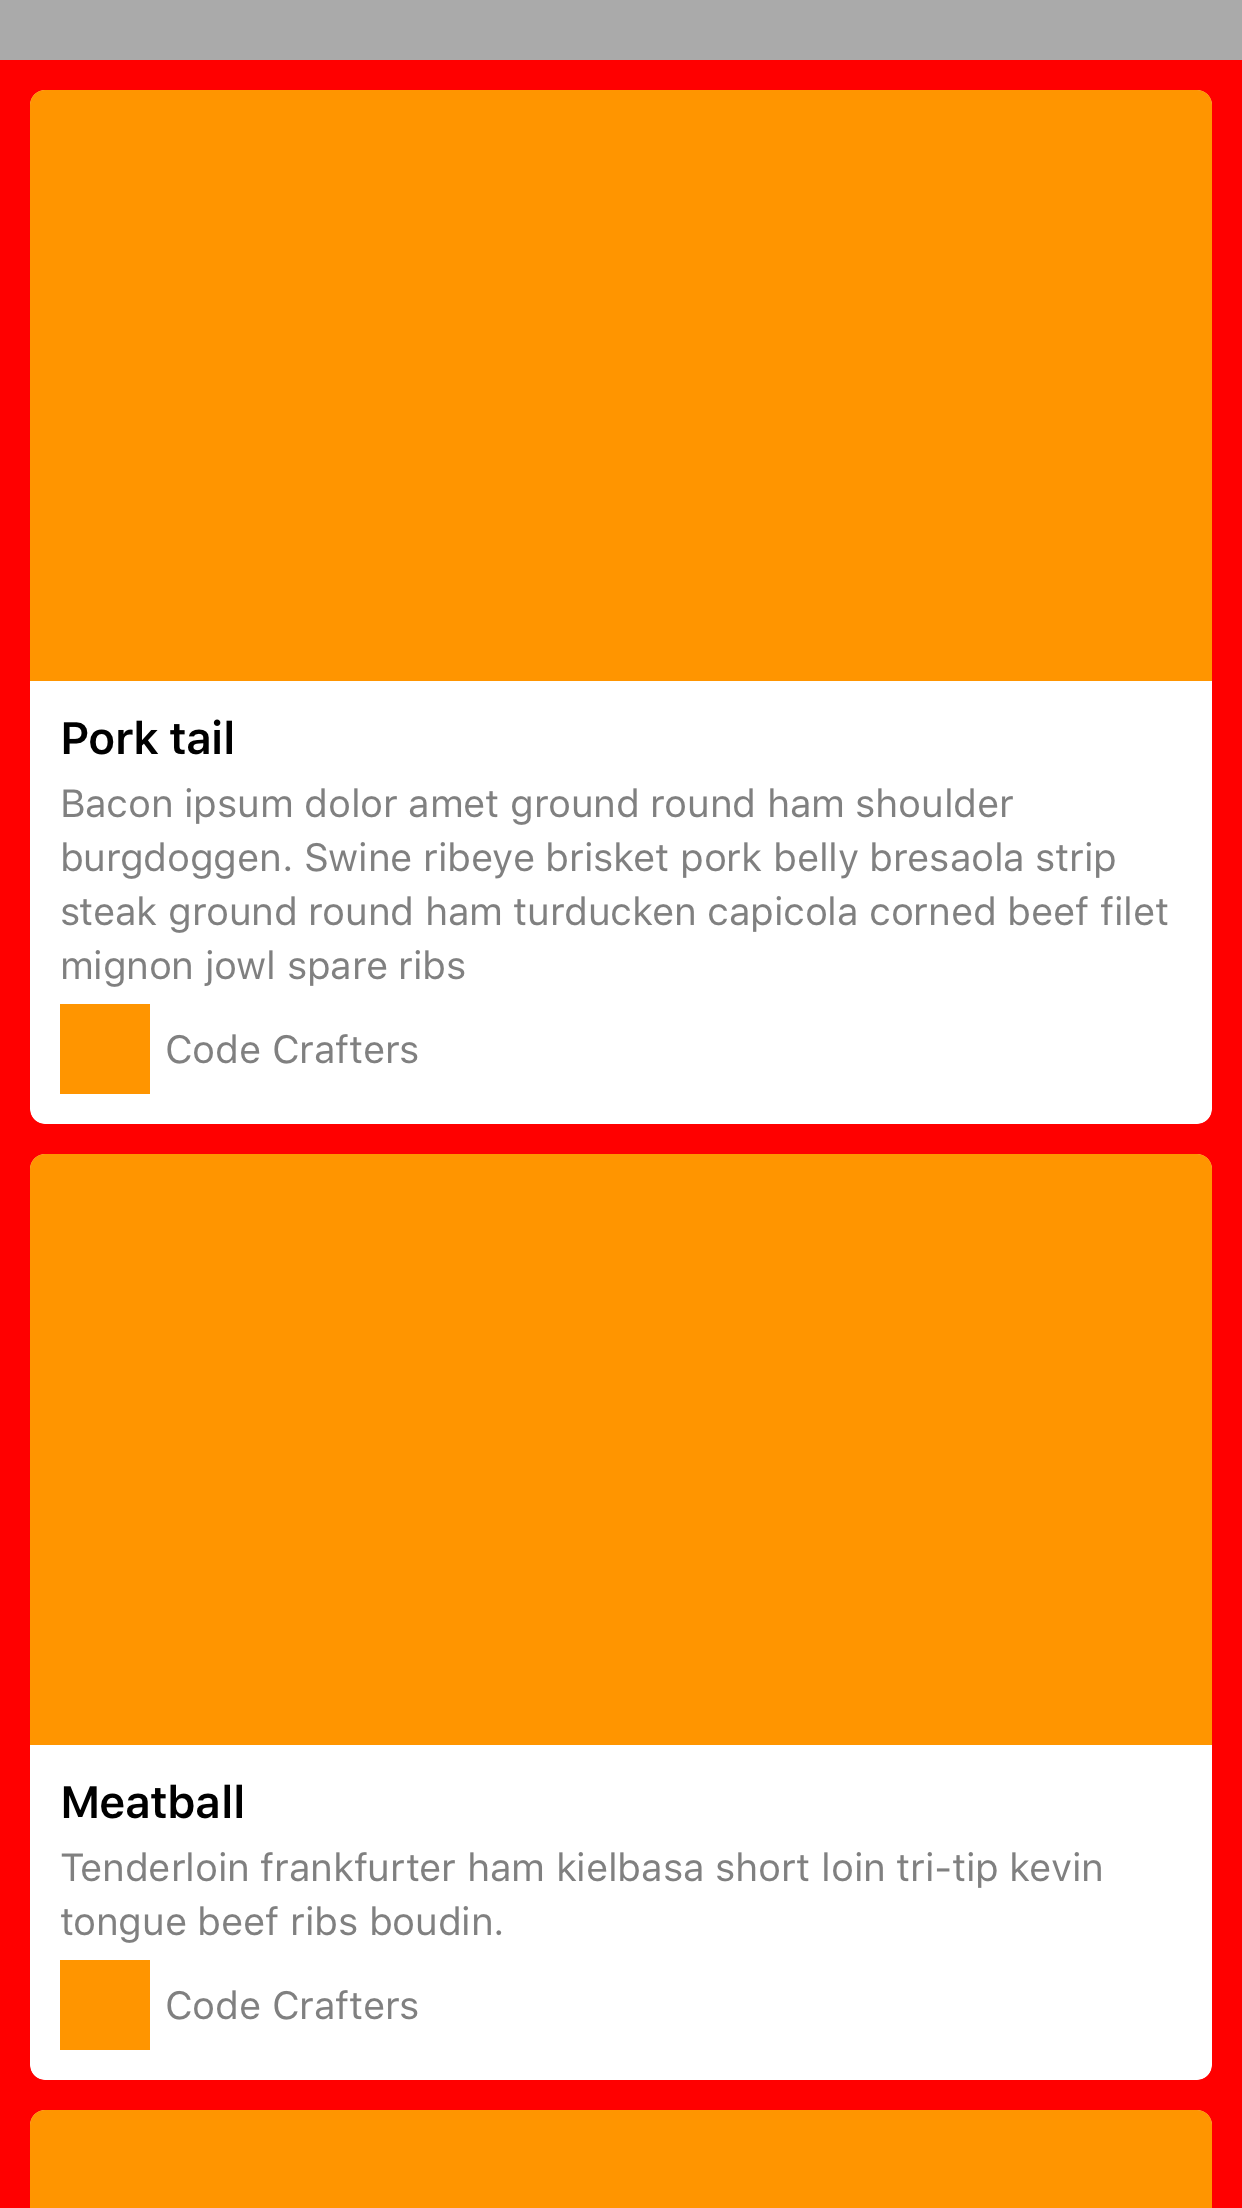 Pork tail
Bacon ipsum dolor amet ground round ham shoulder
burgdoggen. Swine ribeye brisket pork belly bresaola strip
steak ground round ham turducken capicola corned beef filet
mignon jowl spare ribs
Code Crafters
Meatball
Tenderloin frankfurter ham kielbasa short loin tri-tip kevin
tongue beef ribs boudin.
Code Crafters